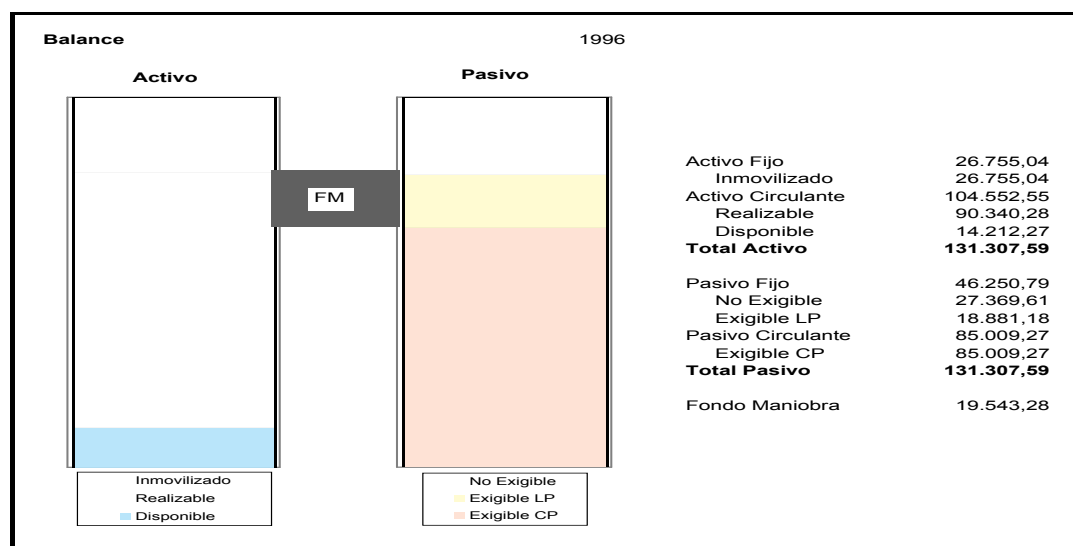 Balance 1996
Activo Pasivo
FM
Activo Fijo 26.755,04
Inmovilizado 26.755,04
Activo Circulante 104.552,55
Realizable 90.340,28
Disponible 14.212,27
Total Activo 131.307,59
Pasivo Fijo 46.250,79
No Exigible 27.369,61
Exigible LP 18.881,18
Pasivo Circulante 85.009,27
Exigible CP 85.009,27
Total Pasivo 131.307,59
Fondo Maniobra 19.543,28
Inmovilizado
Realizable
Disponible
No Exigible
Exigible LP
Exigible CP